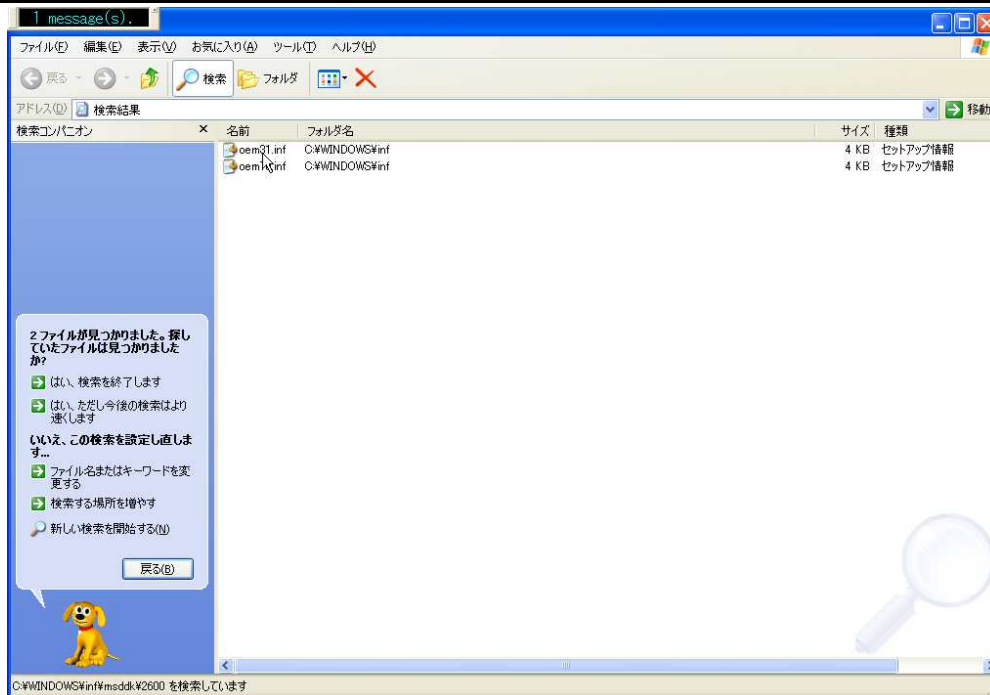 1 message(s).
ファイル(F) 編集(E) 表示(V) お気に入り(A) ツール(T) ヘルプ(H)
戻る 検索 フォルダ
アドレス(D) 検索結果 移動
検索コンパニオン × 名前 フォルダ名 サイズ 種類
oem31.inf C:¥WINDOWS¥inf 4 KB セットアップ情報
C:¥WINDOWS¥inf 4 KB セットアップ情報
2 ファイルが見つかりました。探し
ていたファイルは見つかりました
か?
はい、検索を終了します
はい、ただし今後の検索はより
速くします
いいえ、この検索を設定し直しま
す...
ファイル名またはキーワードを変
更する
検索する場所を増やす
新しい検索を開始する(N)
戻る(B)
C:¥WINDOWS¥inf¥msddk¥2600 を検索しています